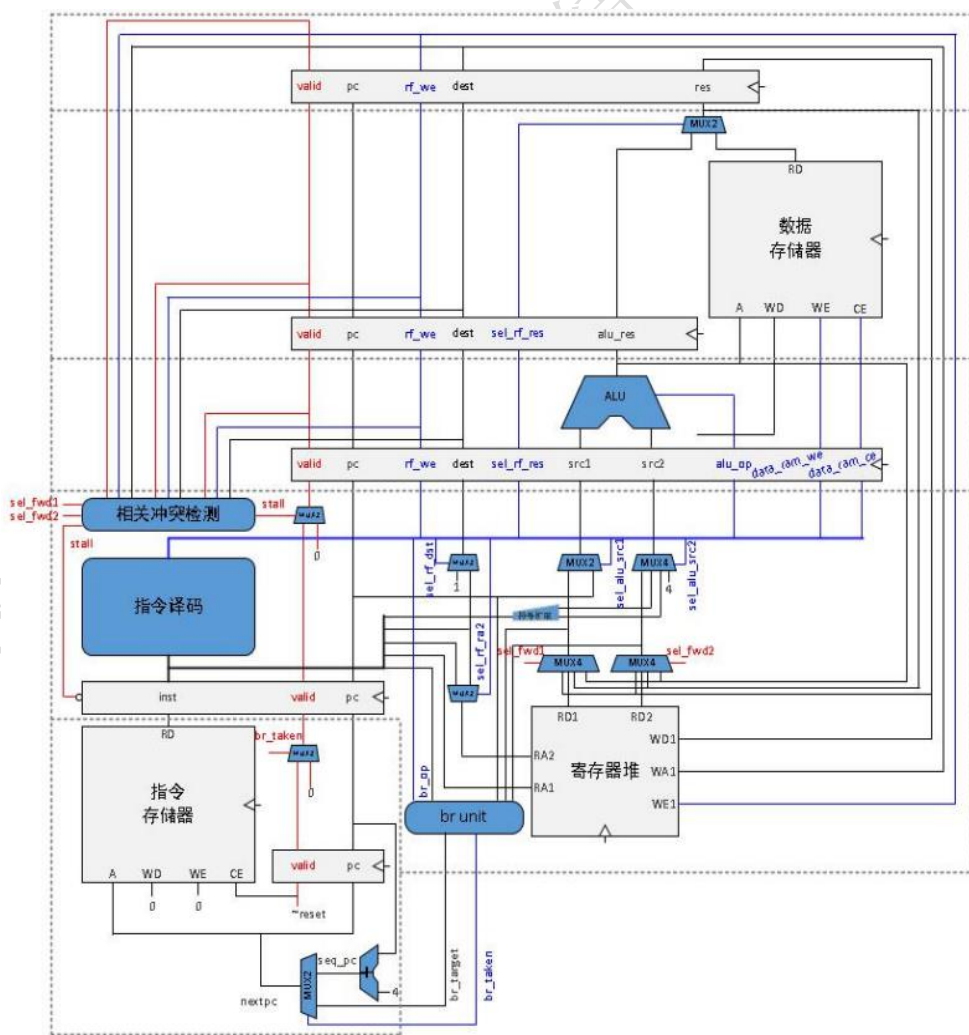 valid pc rf_we dest res
MUX2
RD
数据
存储器
A WD WE CE
valid pc rf_we dest sel_rf_res alu_res
ALU
valid pc rf_we dest sel_rf_res src1 src2 alu_op data_ram_we data_ram_ce
sel_fwd1
sel_fwd2
相关冲突检测
stall
MUX2
0
stall
sel_rf_dst
MUX2
1
MUX2
sel_alu_src1
MUX4
4
sel_alu_src2
指令译码
sel_rf_ra2
sel_fwd1
MUX4
MUX4
sel_fwd2
inst valid pc
MUX2
RD
br_taken
MUX2
0
指令
存储器
A WD WE CE
0 0
br_op
RD1 RD2
WD1
RA2
寄存器堆
WA1
RA1
WE1
br unit
valid pc
~reset
seq_pc
+
4
MUX2
nextpc
br_target
br_taken